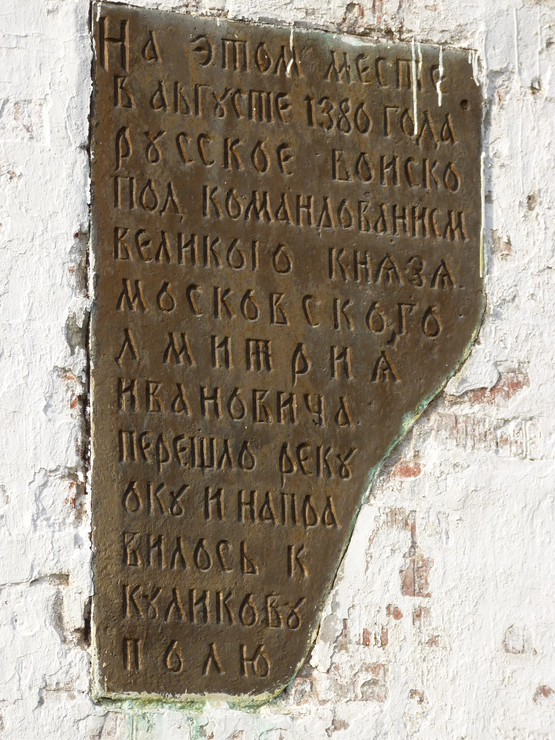 На этом месте
в августе 1380 года
русское войско
под командованием
великого князя
московского
Дмитрия
Ивановича
перешло реку
Оку и напра
вилось к
Куликову
полю